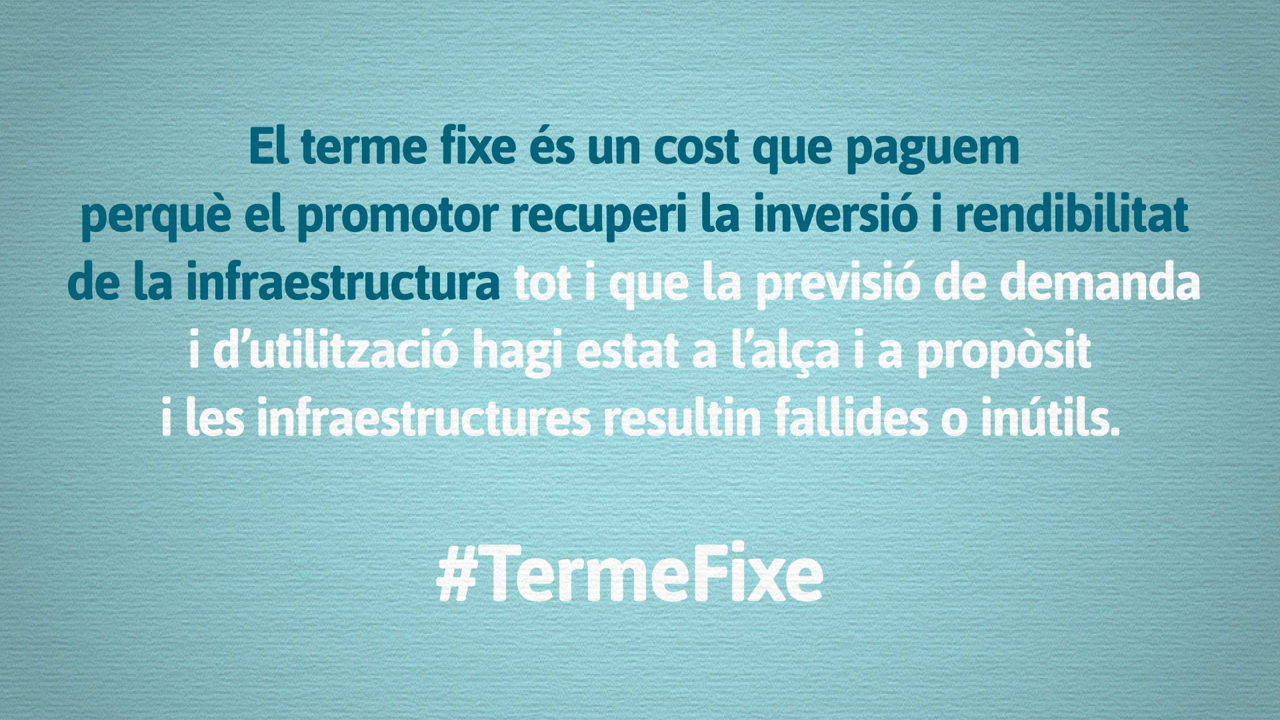 El terme fixe és un cost que paguem
perquè el promotor recuperi la inversió i rendibilitat
de la infraestructura tot i que la previsió de demanda
i d’utilització hagi estat a l’alça i a propòsit
i les infraestructures resultin fallides o inútils.
#TermeFixe